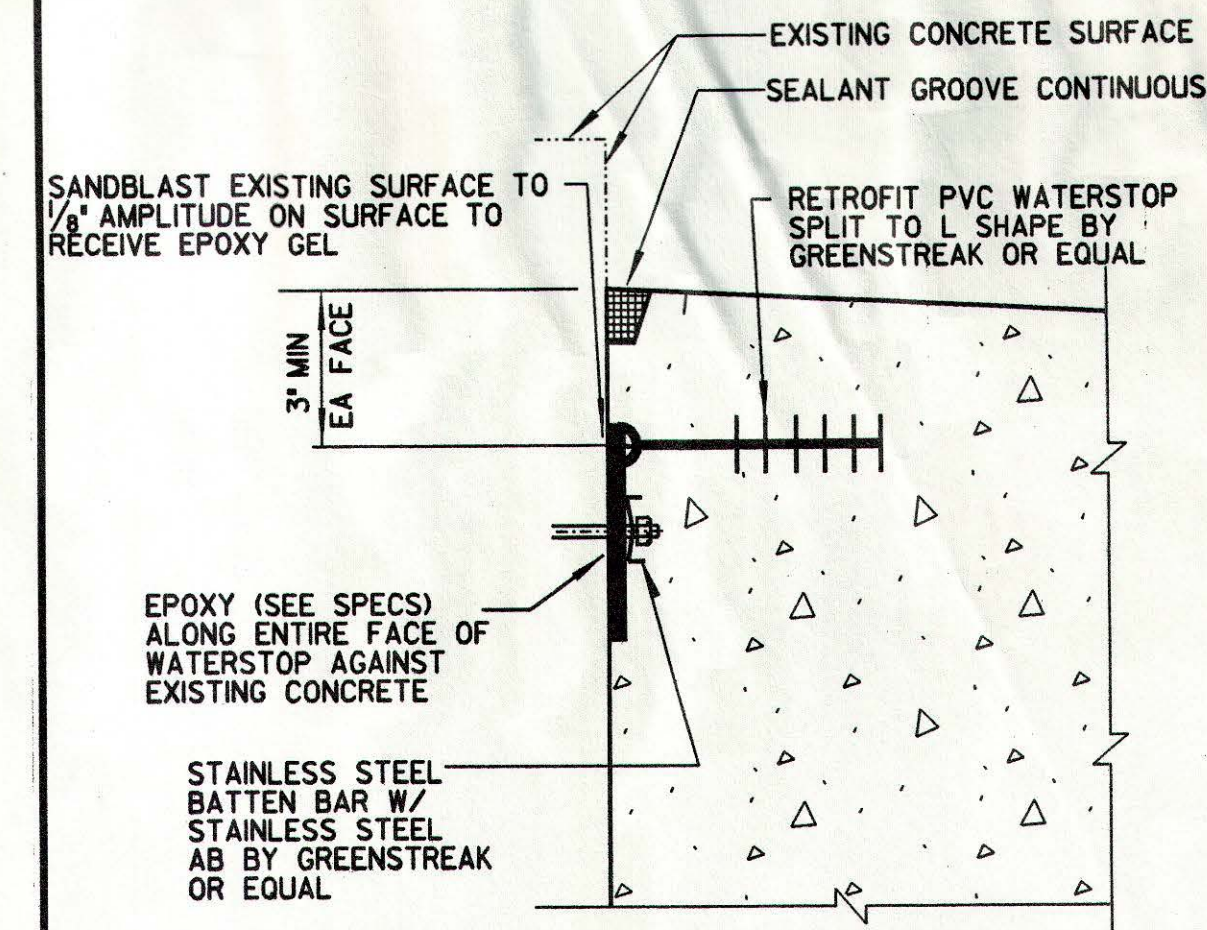 EXISTING CONCRETE SURFACE
SEALANT GROOVE CONTINUOUS
SANDBLAST EXISTING SURFACE TO
1/8" AMPLITUDE ON SURFACE TO
RECEIVE EPOXY GEL
RETROFIT PVC WATERSTOP
SPLIT TO L SHAPE BY
GREENSTREAK OR EQUAL
3" MIN
EA FACE
EPOXY (SEE SPECS)
ALONG ENTIRE FACE OF
WATERSTOP AGAINST
EXISTING CONCRETE
STAINLESS STEEL
BATTEN BAR W/
STAINLESS STEEL
AB BY GREENSTREAK
OR EQUAL